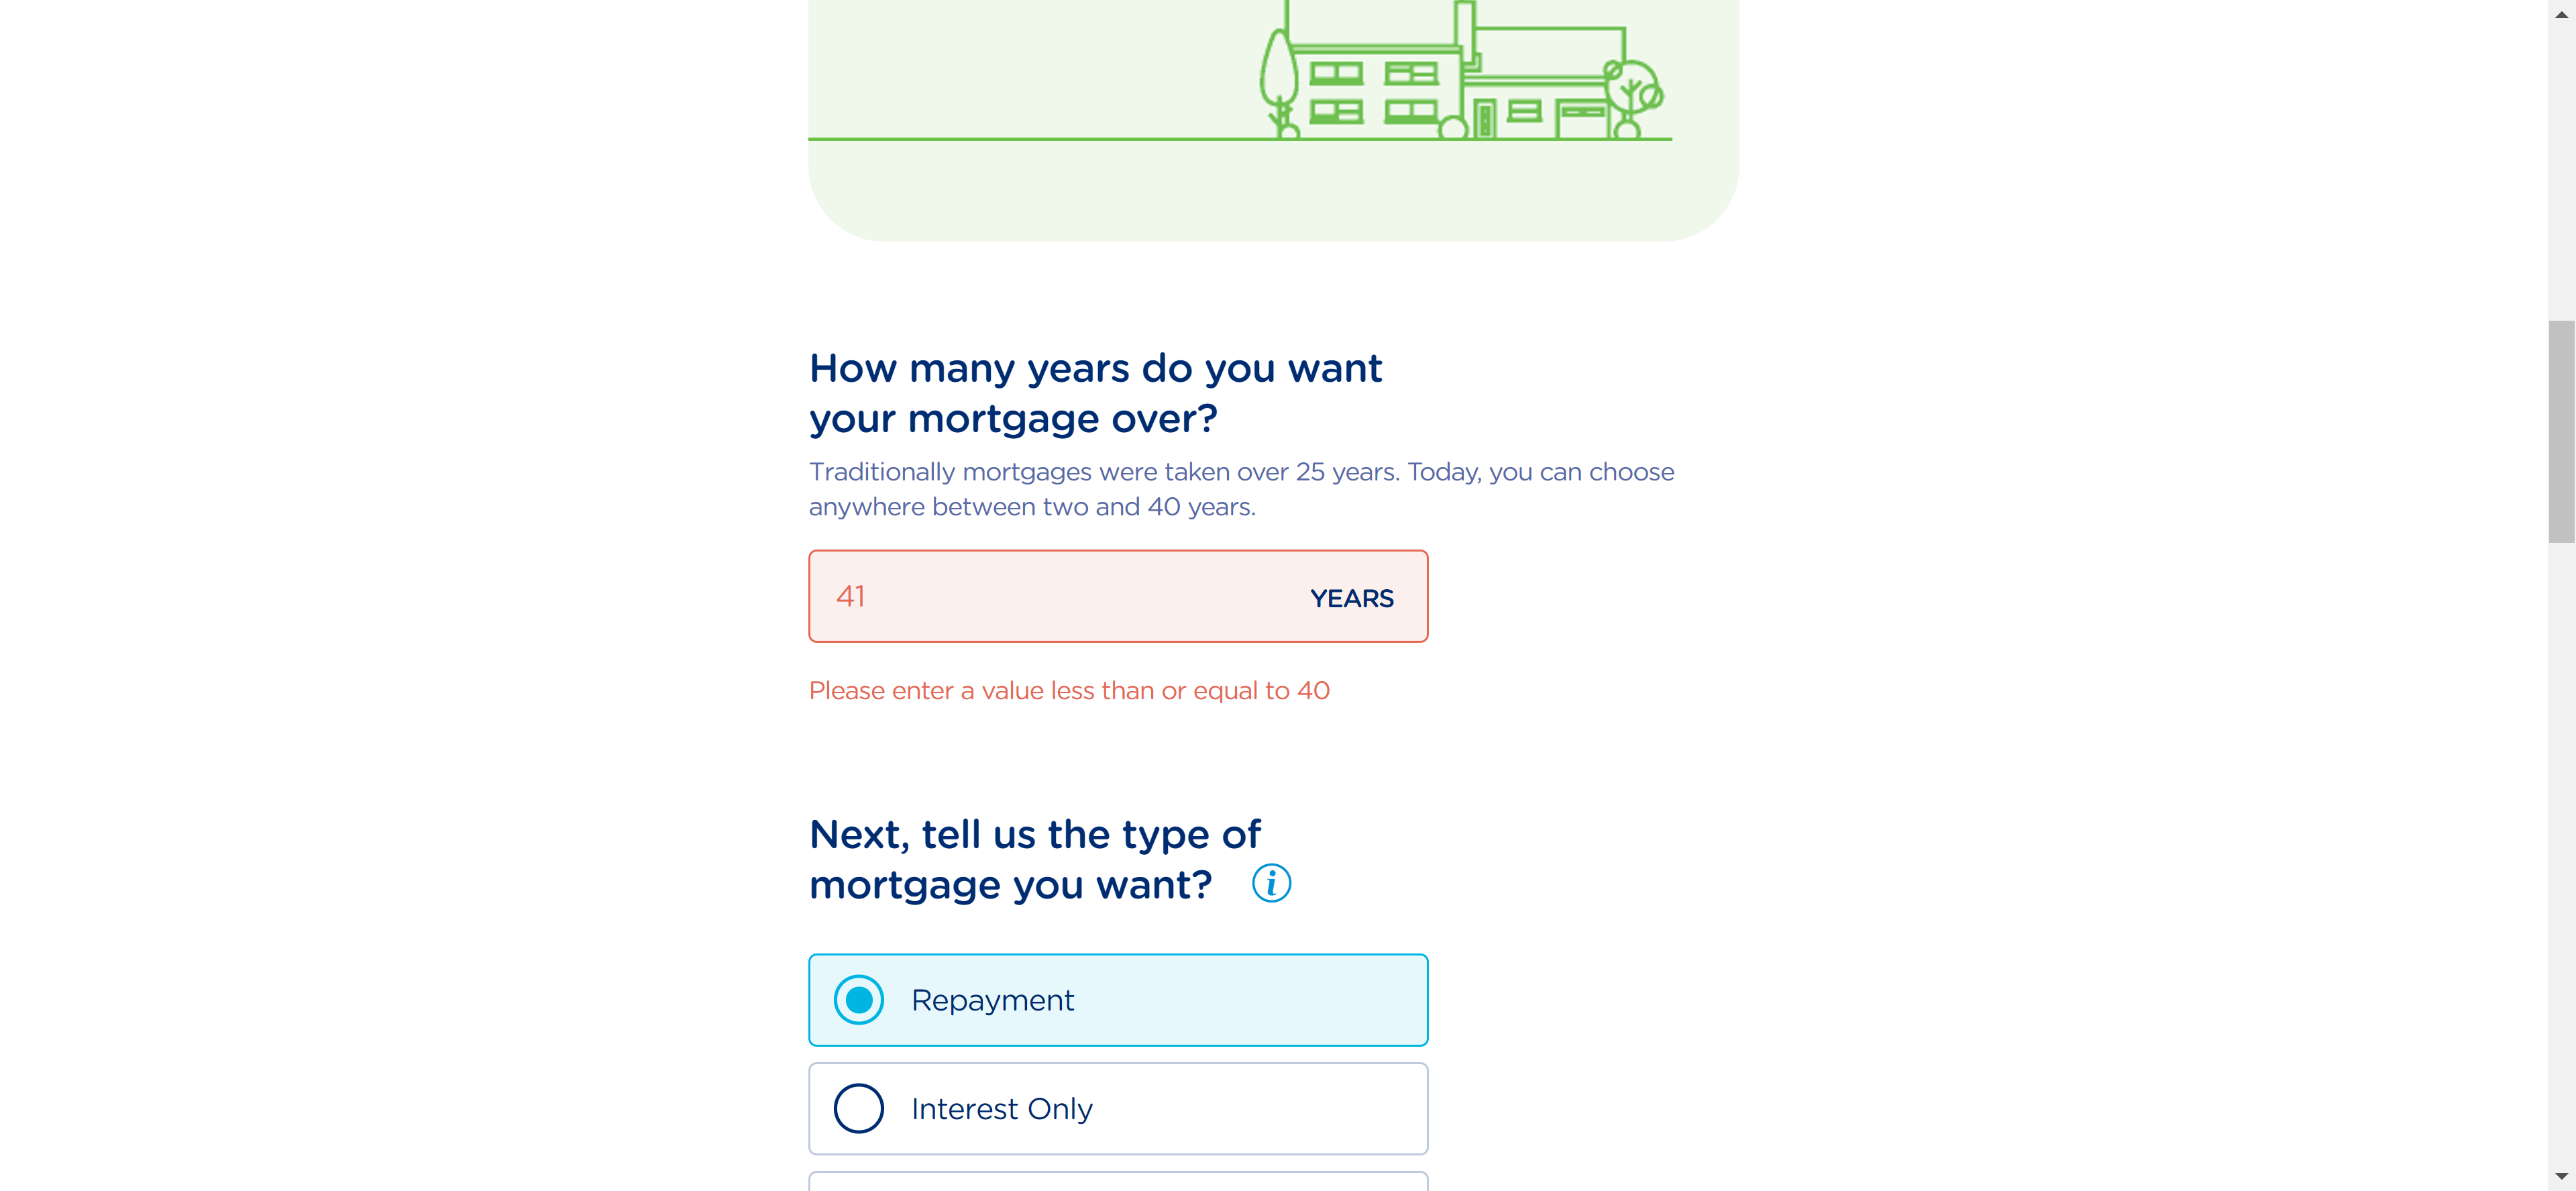 How many years do you want
your mortgage over?
Traditionally mortgages were taken over 25 years. Today, you can choose
anywhere between two and 40 years.
41 YEARS
Please enter a value less than or equal to 40
Next, tell us the type of
mortgage you want? i
Repayment
Interest Only